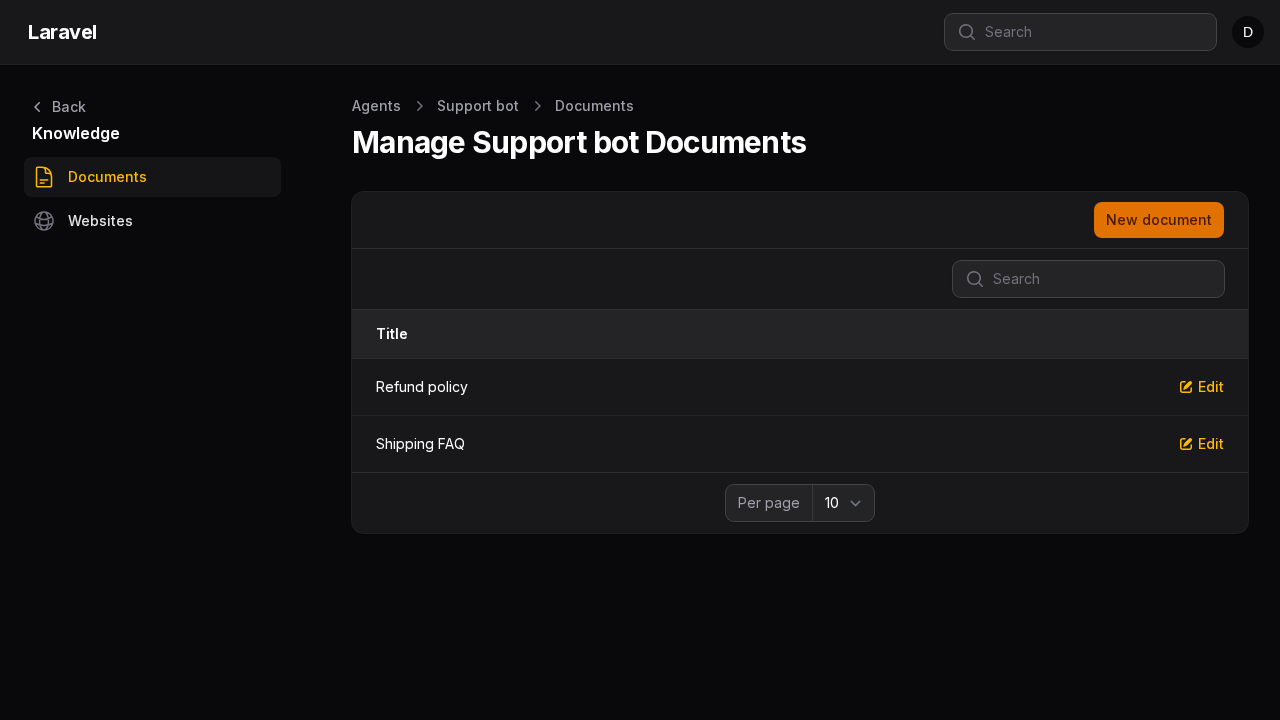 Laravel
Search
D
Back
Knowledge
Documents
Websites
Agents
Support bot
Documents
Manage Support bot Documents
New document
Search
Title
Refund policy
Edit
Shipping FAQ
Edit
Per page
10